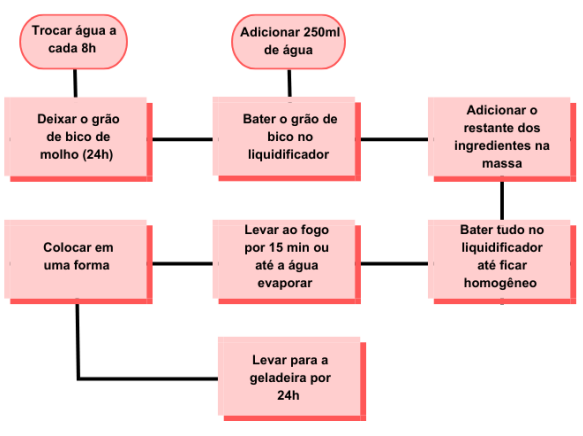 Trocar água a
cada 8h
Adicionar 250ml
de água
Deixar o grão
de bico de
molho (24h)
Bater o grão de
bico no
liquidificador
Adicionar o
restante dos
ingredientes na
massa
Bater tudo no
liquidificador
até ficar
homogêneo
Levar ao fogo
por 15 min ou
até a água
evaporar
Colocar em
uma forma
Levar para a
geladeira por
24h